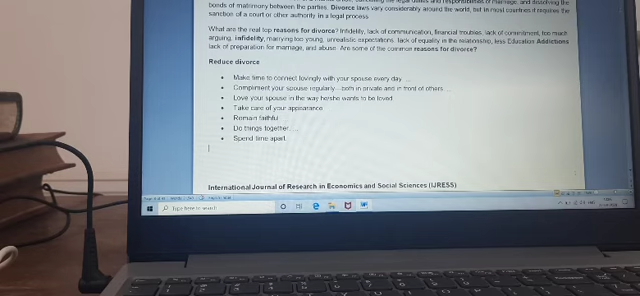 bonds of matrimony between the parties. Divorce laws vary considerably around the world, but in most countries it requires the
sanction of a court or other authority in a legal process.
What are the real top reasons for divorce? Infidelity, lack of communication, financial troubles, lack of commitment, too much
arguing, infidelity, marrying too young, unrealistic expectations, lack of equality in the relationship, less Education Addictions
lack of preparation for marriage, and abuse. Are some of the common reasons for divorce?
Reduce divorce
• Make time to connect lovingly with your spouse every day. ...
• Compliment your spouse regularly—both in private and in front of others. ...
• Love your spouse in the way he/she wants to be loved
• Take care of your appearance
• Remain faithful
• Do things together. ...
• Spend time apart.
International Journal of Research in Economics and Social Sciences (IJRESS)
Type here to search